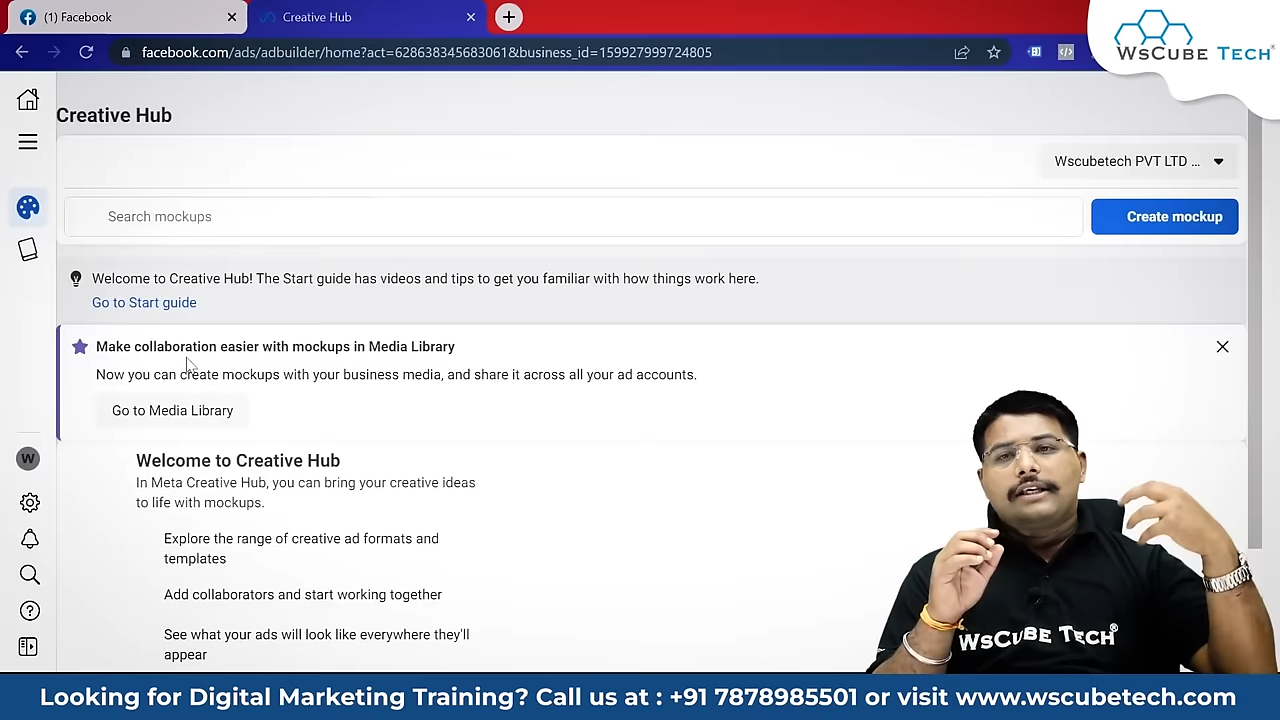 (1) Facebook
Creative Hub
facebook.com/ads/adbuilder/home?act=628638345683061&business_id=159927999724805
WsCube Tech®
Creative Hub
Wscubetech PVT LTD ...
Search mockups
Create mockup
Welcome to Creative Hub! The Start guide has videos and tips to get you familiar with how things work here.
Go to Start guide
Make collaboration easier with mockups in Media Library
Now you can create mockups with your business media, and share it across all your ad accounts.
Go to Media Library
W
Welcome to Creative Hub
In Meta Creative Hub, you can bring your creative ideas
to life with mockups.
Explore the range of creative ad formats and
templates
Add collaborators and start working together
See what your ads will look like everywhere they'll
appear
WsCube Tech®
Looking for Digital Marketing Training? Call us at : +91 7878985501 or visit www.wscubetech.com